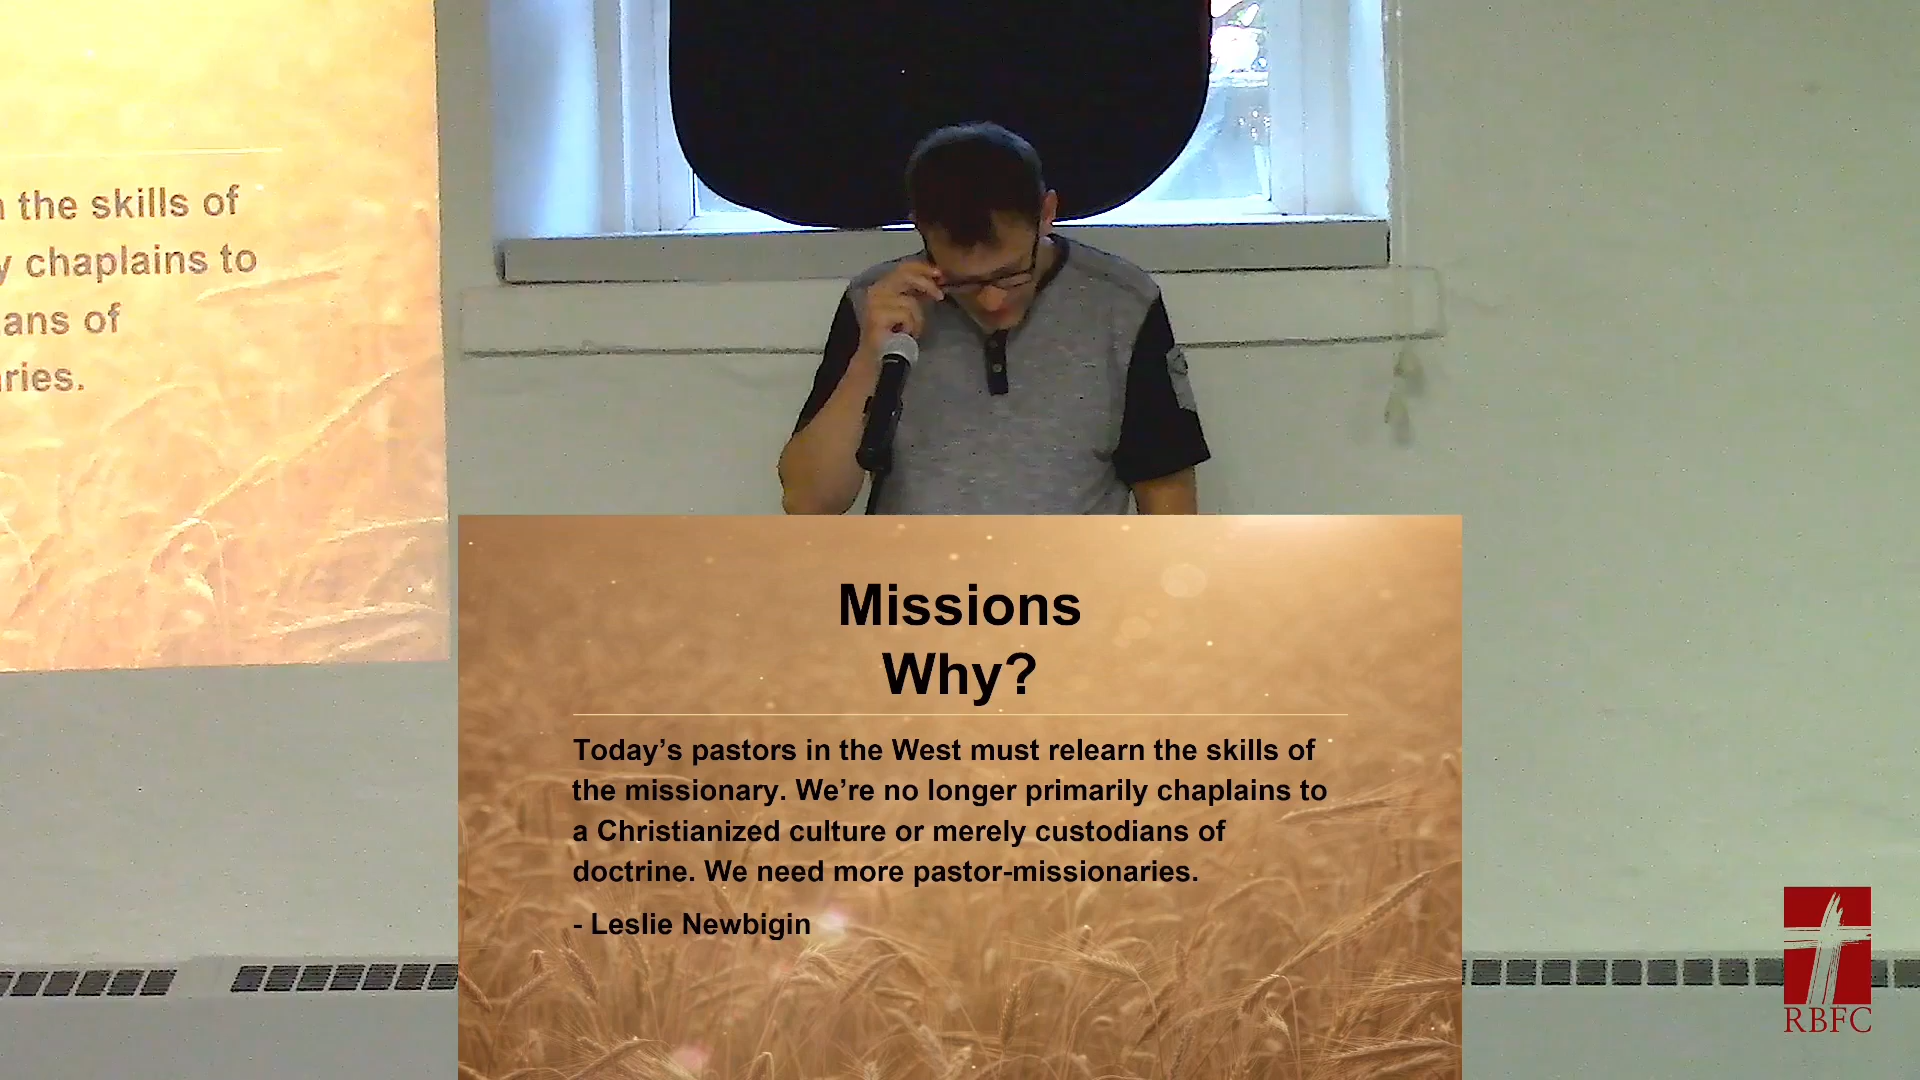 the skills of
chaplains to
ans of
ries.
Missions
Why?
Today’s pastors in the West must relearn the skills of
the missionary. We’re no longer primarily chaplains to
a Christianized culture or merely custodians of
doctrine. We need more pastor-missionaries.
- Leslie Newbigin
RBFC